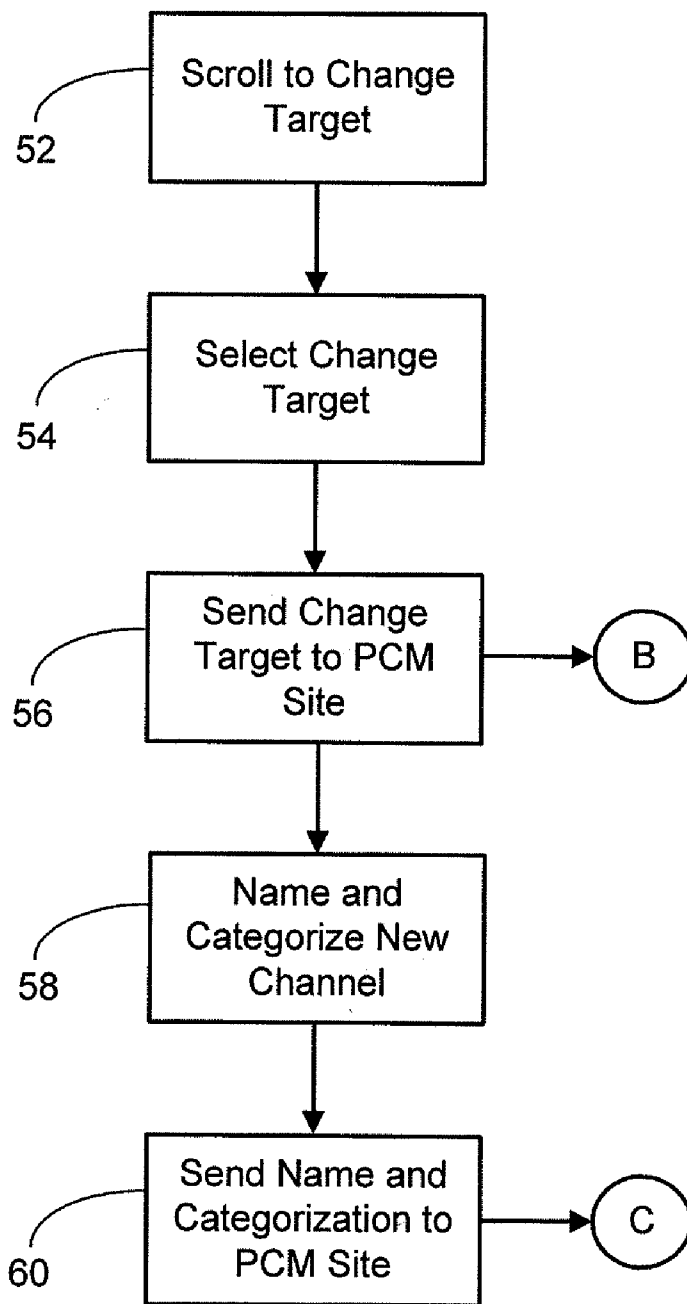 Scroll to Change
Target
52
Select Change
Target
54
Send Change
Target to PCM
Site
B
56
Name and
Categorize New
Channel
58
Send Name and
Categorization to
PCM Site
C
60